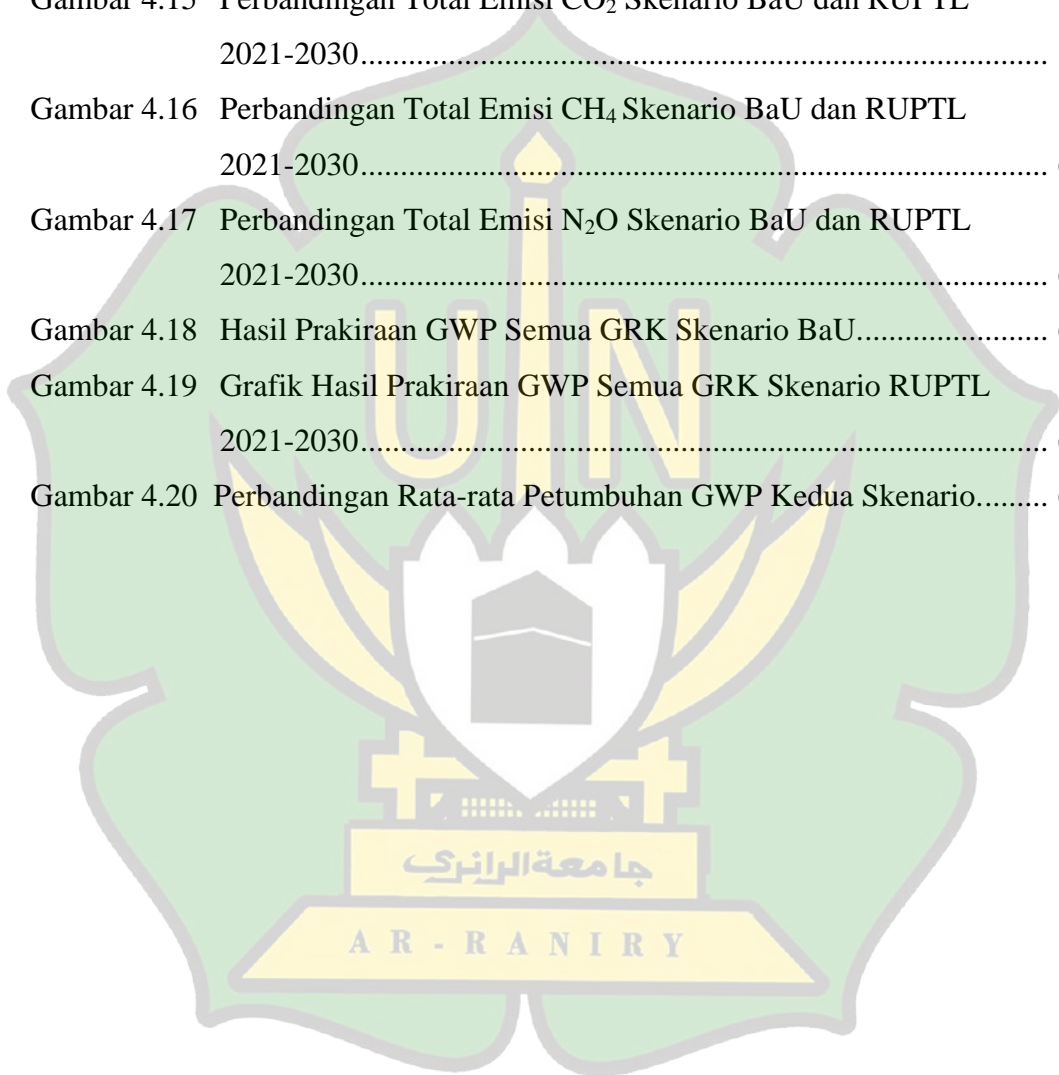 Gambar 4.15 Perbandingan Total Emisi CO₂ Skenario BaU dan RUPTL
2021-2030................................................................................................
Gambar 4.16 Perbandingan Total Emisi CH₄ Skenario BaU dan RUPTL
2021-2030................................................................................................
Gambar 4.17 Perbandingan Total Emisi N₂O Skenario BaU dan RUPTL
2021-2030................................................................................................
Gambar 4.18 Hasil Prakiraan GWP Semua GRK Skenario BaU.......................
Gambar 4.19 Grafik Hasil Prakiraan GWP Semua GRK Skenario RUPTL
2021-2030................................................................................................
Gambar 4.20 Perbandingan Rata-rata Petumbuhan GWP Kedua Skenario.........
UIN
جامعةالرانري
AR-RANIRY